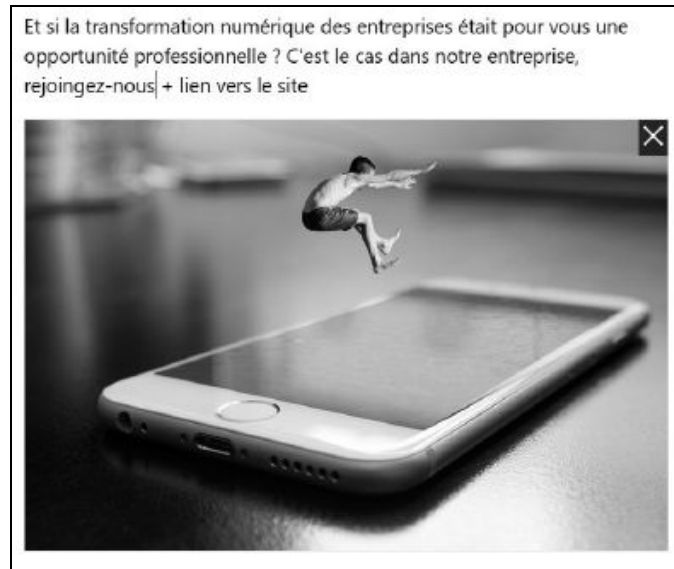 Et si la transformation numérique des entreprises était pour vous une
opportunité professionnelle ? C'est le cas dans notre entreprise,
rejoingez-nous + lien vers le site